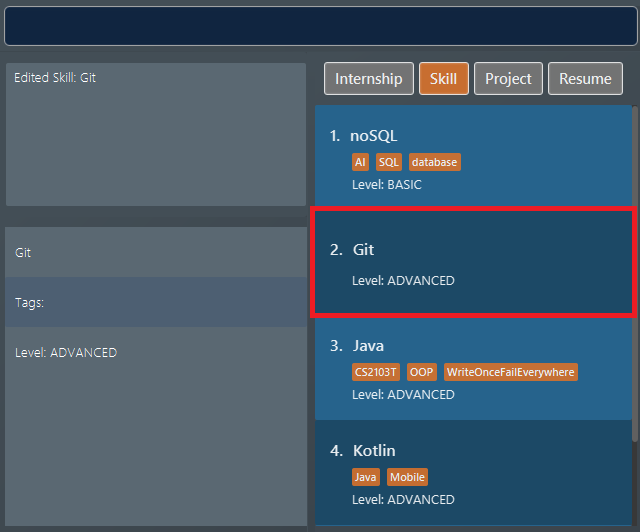 Edited Skill: Git
Git
Tags:
Level: ADVANCED
Internship Skill Project Resume
1. noSQL
AI SQL database
Level: BASIC
2. Git
Level: ADVANCED
3. Java
CS2103T OOP WriteOnceFailEverywhere
Level: ADVANCED
4. Kotlin
Java Mobile
Level: ADVANCED